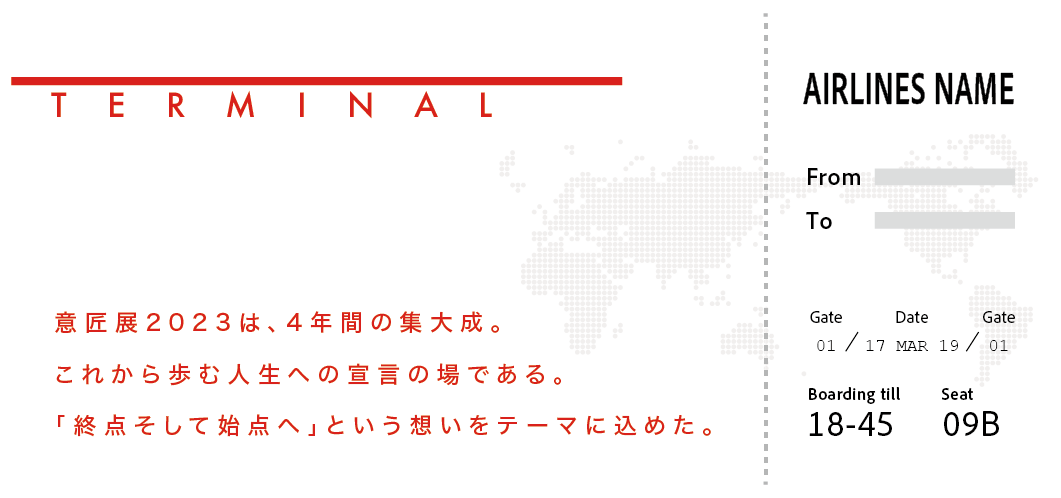 TERMINAL
意匠展2023は、4年間の集大成。
これから歩む人生への宣言の場である。
「終点そして始点へ」という想いをテーマに込めた。
AIRLINES NAME
From
To
Gate Date Gate
01 / 17 MAR 19 / 01
Boarding till Seat
18-45 09B